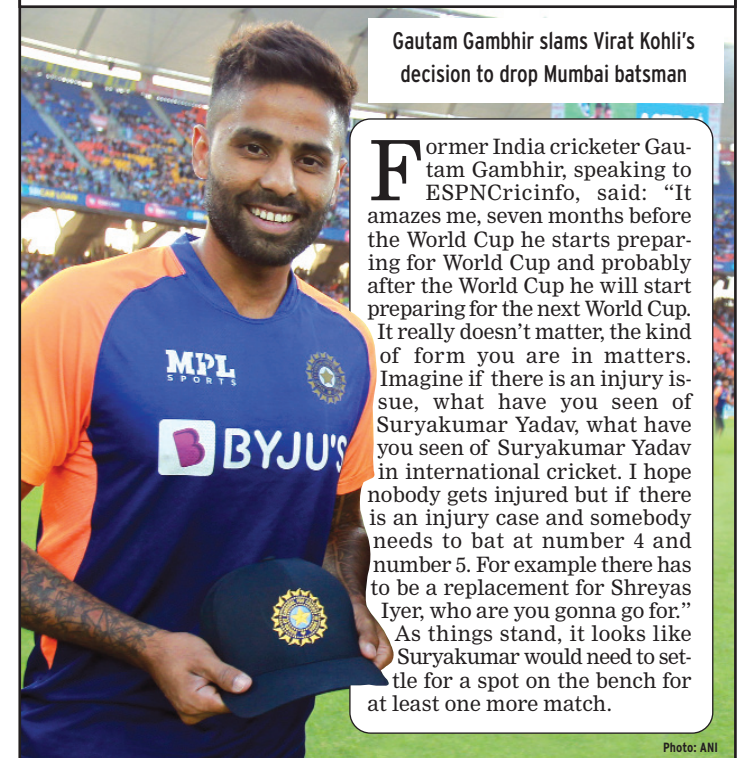 Gautam Gambhir slams Virat Kohli's
decision to drop Mumbai batsman
Former India cricketer Gau-
tam Gambhir, speaking to
ESPNCricinfo, said: “It
amazes me, seven months before
the World Cup he starts prepar-
ing for World Cup and probably
after the World Cup he will start
preparing for the next World Cup.
It really doesn’t matter, the kind
of form you are in matters.
Imagine if there is an injury is-
sue, what have you seen of
Suryakumar Yadav, what have
you seen of Suryakumar Yadav
in international cricket. I hope
nobody gets injured but if there
is an injury case and somebody
needs to bat at number 4 and
number 5. For example there has
to be a replacement for Shreyas
Iyer, who are you gonna go for.”
As things stand, it looks like
Suryakumar would need to set-
tle for a spot on the bench for
at least one more match.
MPL
SPORTS
BYJU'S
Photo: ANI